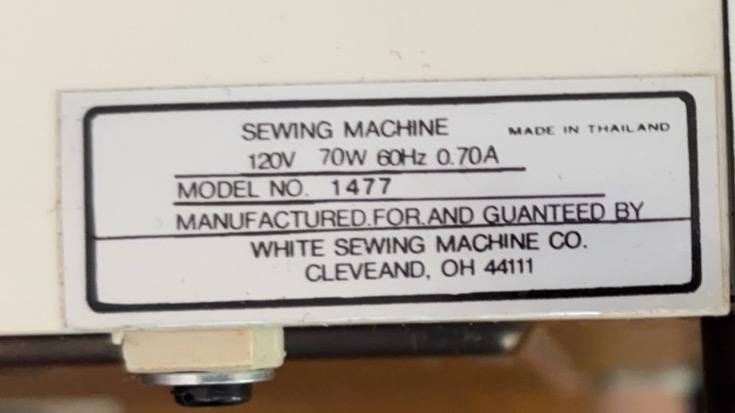 SEWING MACHINE MADE IN THAILAND
120V 70W 60Hz 0.70A
MODEL NO. 1477
MANUFACTURED.FOR.AND GUANTEED BY
WHITE SEWING MACHINE CO.
CLEVEAND, OH 44111